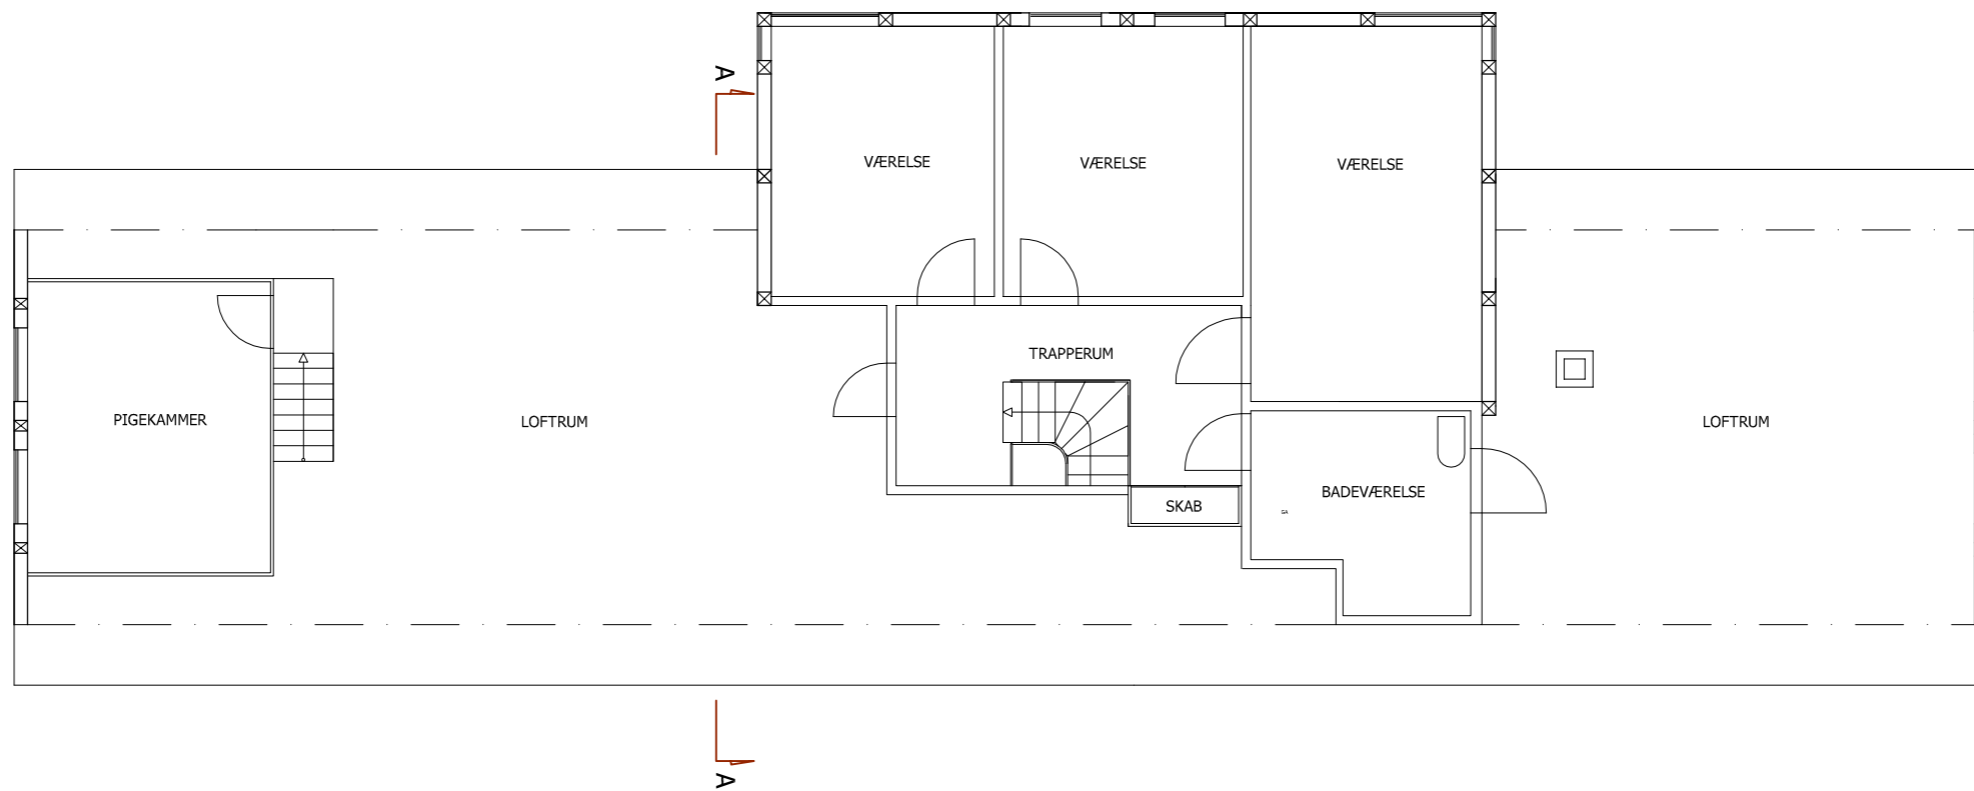 A
VÆRELSE
VÆRELSE
VÆRELSE
TRAPPERUM
PIGEKAMMER
LOFTRUM
LOFTRUM
BADEVÆRELSE
SKAB
A